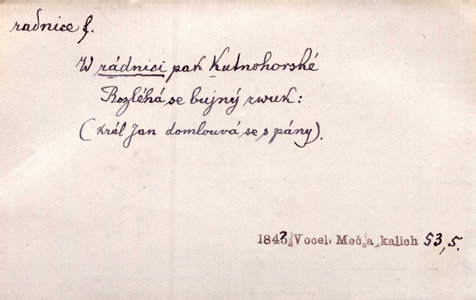 radnice f.
W rádnici pak Kutnohorské
Rozléhá se bujný zwuk:
(král Jan domlouvá se s pány).
1843 Vocel. Meč a kalich 53,5.